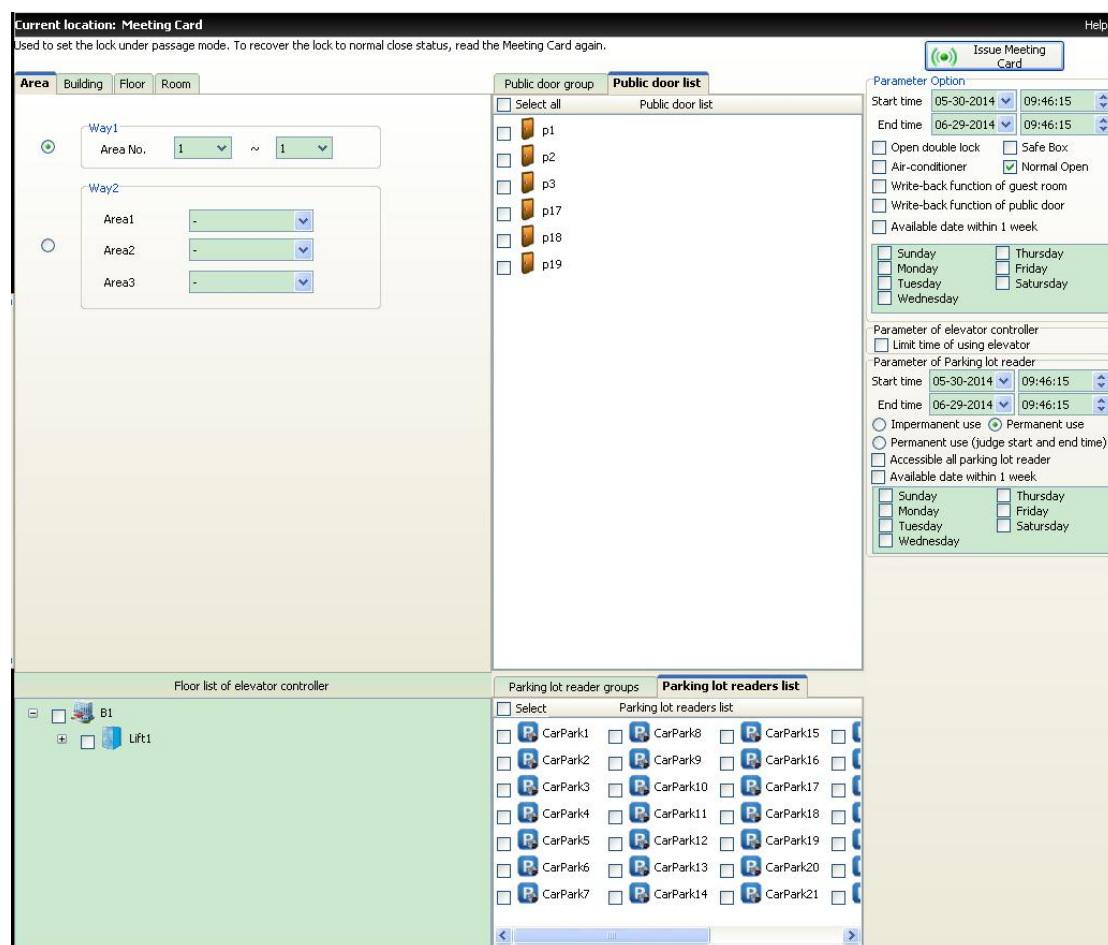 Current location: Meeting Card
Help
Used to set the lock under passage mode. To recover the lock to normal close status, read the Meeting Card again.
Issue Meeting
Card
Area Building Floor Room
Way1
Area No. 1 ~ 1
Way2
Area1 -
Area2 -
Area3 -
Public door group Public door list
Select all Public door list
p1
p2
p3
p17
p18
p19
Parameter Option
Start time 05-30-2014 09:46:15
End time 06-29-2014 09:46:15
Open double lock Safe Box
Air-conditioner Normal Open
Write-back function of guest room
Write-back function of public door
Available date within 1 week
Sunday Thursday
Monday Friday
Tuesday Satursday
Wednesday
Parameter of elevator controller
Limit time of using elevator
Parameter of Parking lot reader
Start time 05-30-2014 09:46:15
End time 06-29-2014 09:46:15
Impermanent use Permanent use
Permanent use (judge start and end time)
Accessible all parking lot reader
Available date within 1 week
Sunday Thursday
Monday Friday
Tuesday Satursday
Wednesday
Floor list of elevator controller
B1
Lift1
Parking lot reader groups Parking lot readers list
Select Parking lot readers list
CarPark1 CarPark8 CarPark15
CarPark2 CarPark9 CarPark16
CarPark3 CarPark10 CarPark17
CarPark4 CarPark11 CarPark18
CarPark5 CarPark12 CarPark19
CarPark6 CarPark13 CarPark20
CarPark7 CarPark14 CarPark21